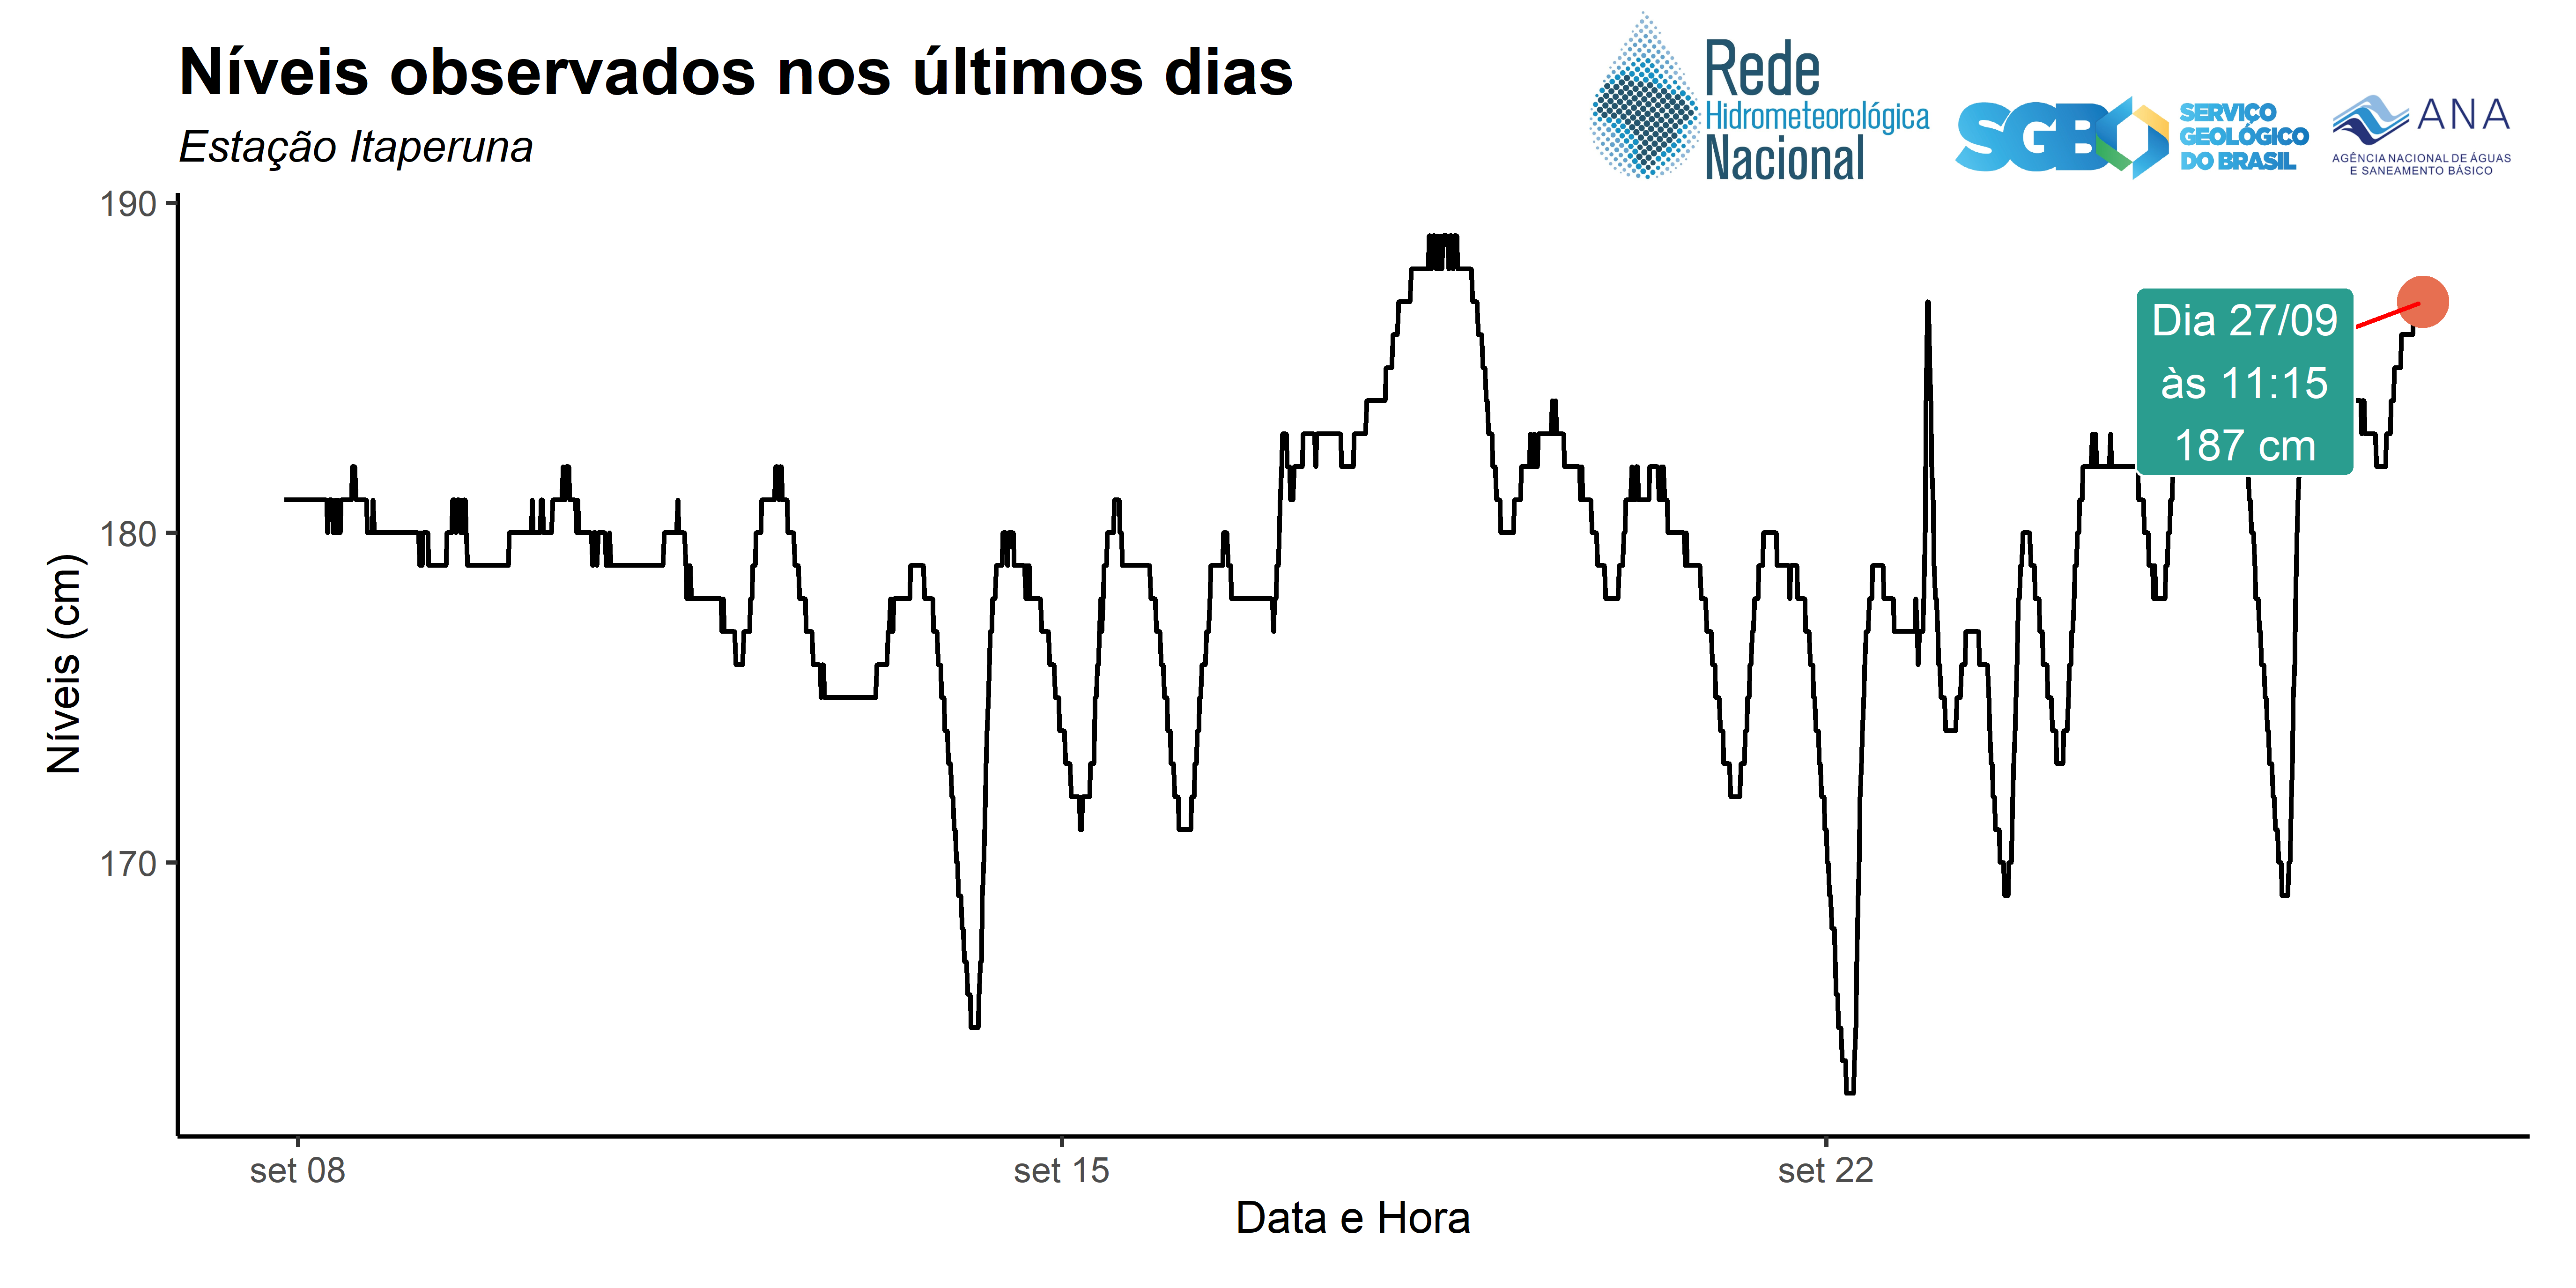 Níveis observados nos últimos dias
Estação Itaperuna
Rede
Hidrometeorológica
Nacional
SGB
SERVIÇO
GEOLÓGICO
DO BRASIL
ANA
AGÊNCIA NACIONAL DE ÁGUAS
E SANEAMENTO BÁSICO
190
180
170
Níveis (cm)
Dia 27/09
às 11:15
187 cm
set 08
set 15
set 22
Data e Hora